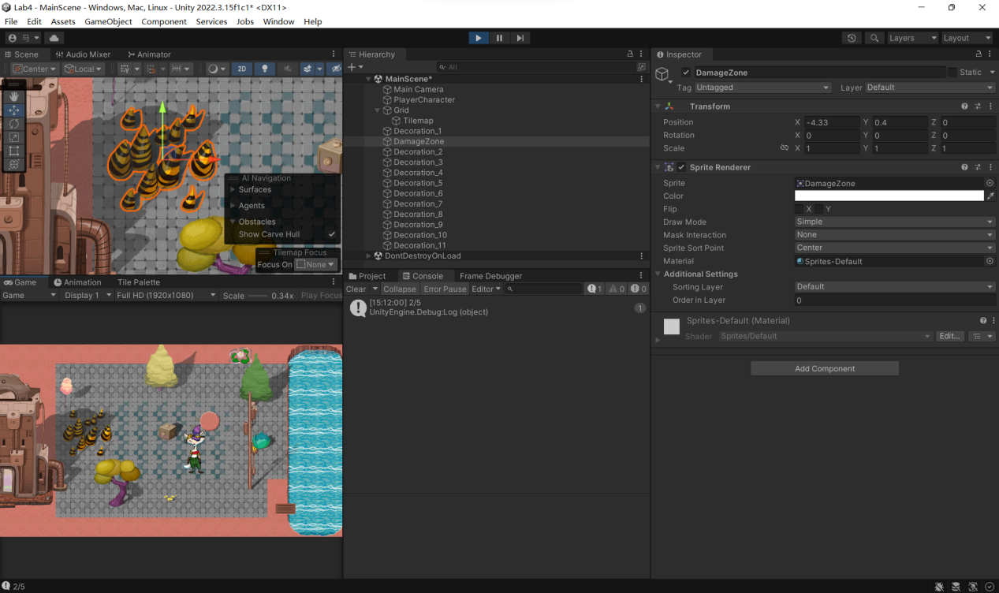 Lab4 - MainScene - Windows, Mac, Linux - Unity 2022.3.15f1c1* <DX11>
File Edit Assets GameObject Component Services Jobs Window Help
马 Layers Layout
Scene Audio Mixer Animator
Center Local 2D
AI Navigation
Surfaces
Agents
Obstacles
Show Carve Hull
Tilemap Focus
Focus On None
Game Animation Tile Palette
Game Display 1 Full HD (1920x1080) Scale 0.34x Play Focus
Hierarchy
All
MainScene*
Main Camera
PlayerCharacter
Grid
Tilemap
Decoration_1
DamageZone
Decoration_2
Decoration_3
Decoration_4
Decoration_5
Decoration_6
Decoration_7
Decoration_8
Decoration_9
Decoration_10
Decoration_11
DontDestroyOnLoad
Project Console Frame Debugger
Clear Collapse Error Pause Editor 1 0 0
[15:12:00] 2/5
UnityEngine.Debug:Log (object)
1
Inspector
DamageZone Static
Tag Untagged Layer Default
Transform
Position X -4.33 Y 0.4 Z 0
Rotation X 0 Y 0 Z 0
Scale X 1 Y 1 Z 1
Sprite Renderer
Sprite DamageZone
Color
Flip X Y
Draw Mode Simple
Mask Interaction None
Sprite Sort Point Center
Material Sprites-Default
Additional Settings
Sorting Layer Default
Order in Layer 0
Sprites-Default (Material)
Shader Sprites/Default Edit...
Add Component
2/5